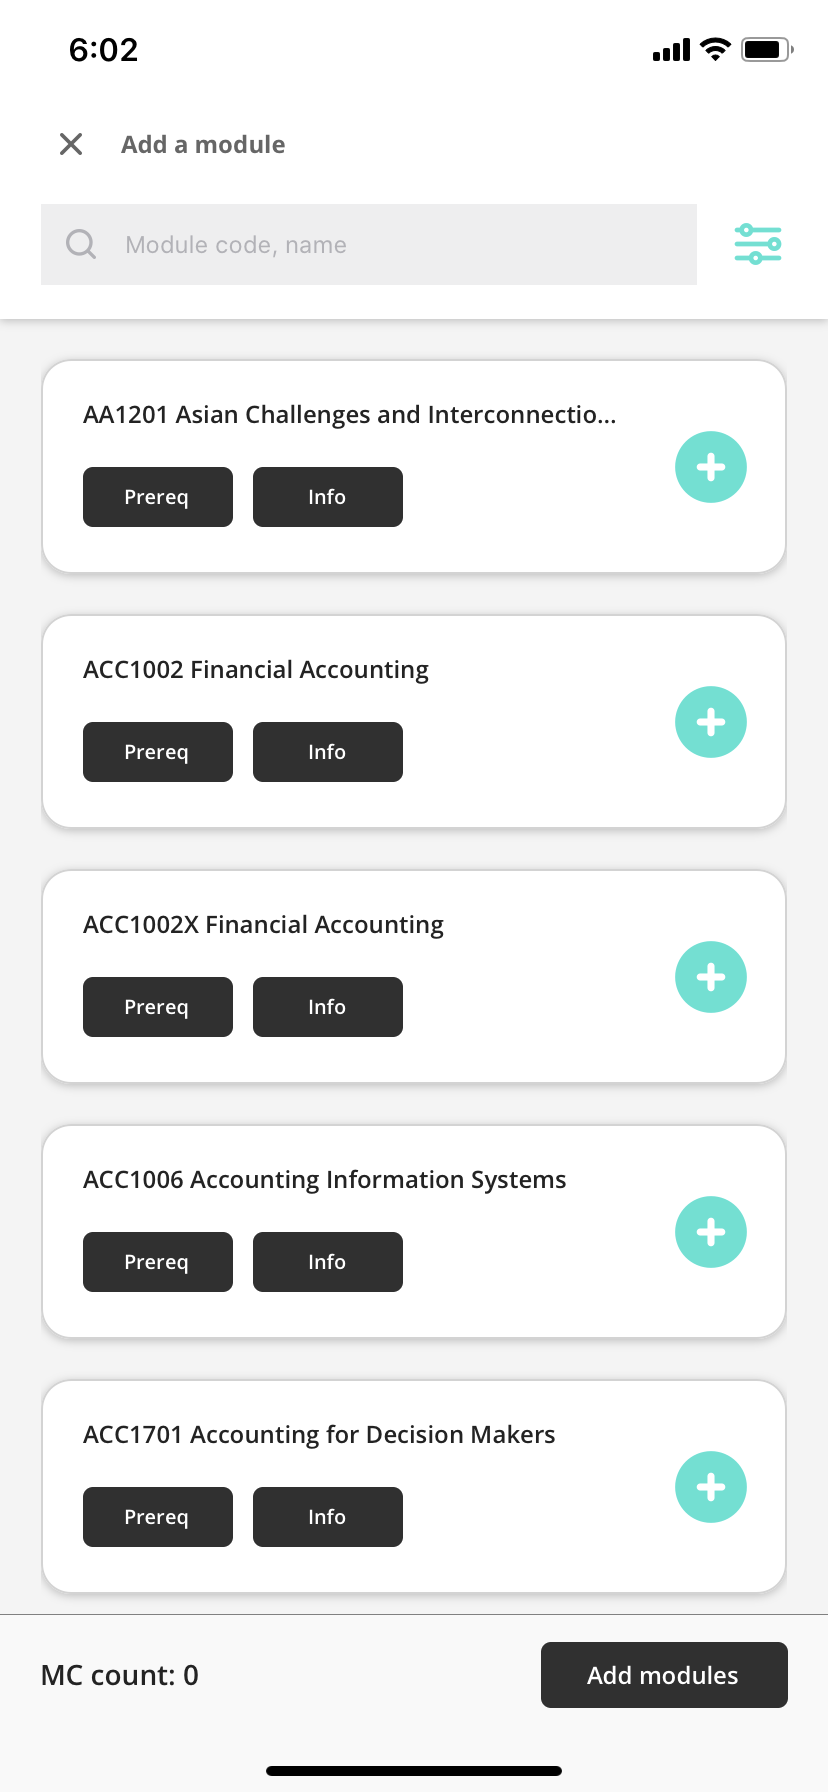 6:02
Add a module
Module code, name
AA1201 Asian Challenges and Interconnectio...
Prereq Info
ACC1002 Financial Accounting
Prereq Info
ACC1002X Financial Accounting
Prereq Info
ACC1006 Accounting Information Systems
Prereq Info
ACC1701 Accounting for Decision Makers
Prereq Info
MC count: 0 Add modules